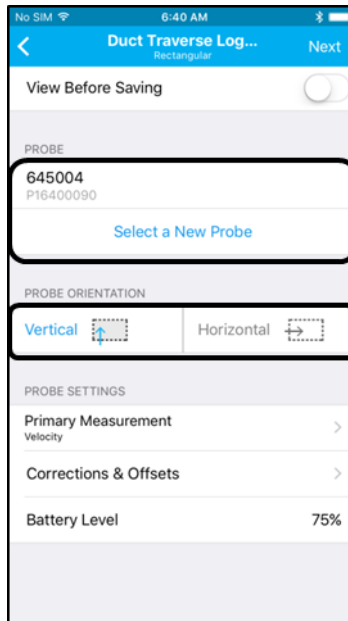 No SIM 6:40 AM
Duct Traverse Log... Next
Rectangular
View Before Saving
PROBE
645004
P16400090
Select a New Probe
PROBE ORIENTATION
Vertical Horizontal
PROBE SETTINGS
Primary Measurement
Velocity
Corrections & Offsets
Battery Level 75%